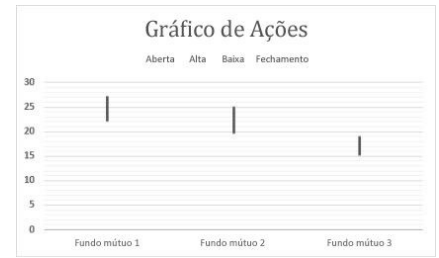 Gráfico de Ações
Aberta Alta Baixa Fechamento
30
25
20
15
10
5
0
Fundo mútuo 1 Fundo mútuo 2 Fundo mútuo 3